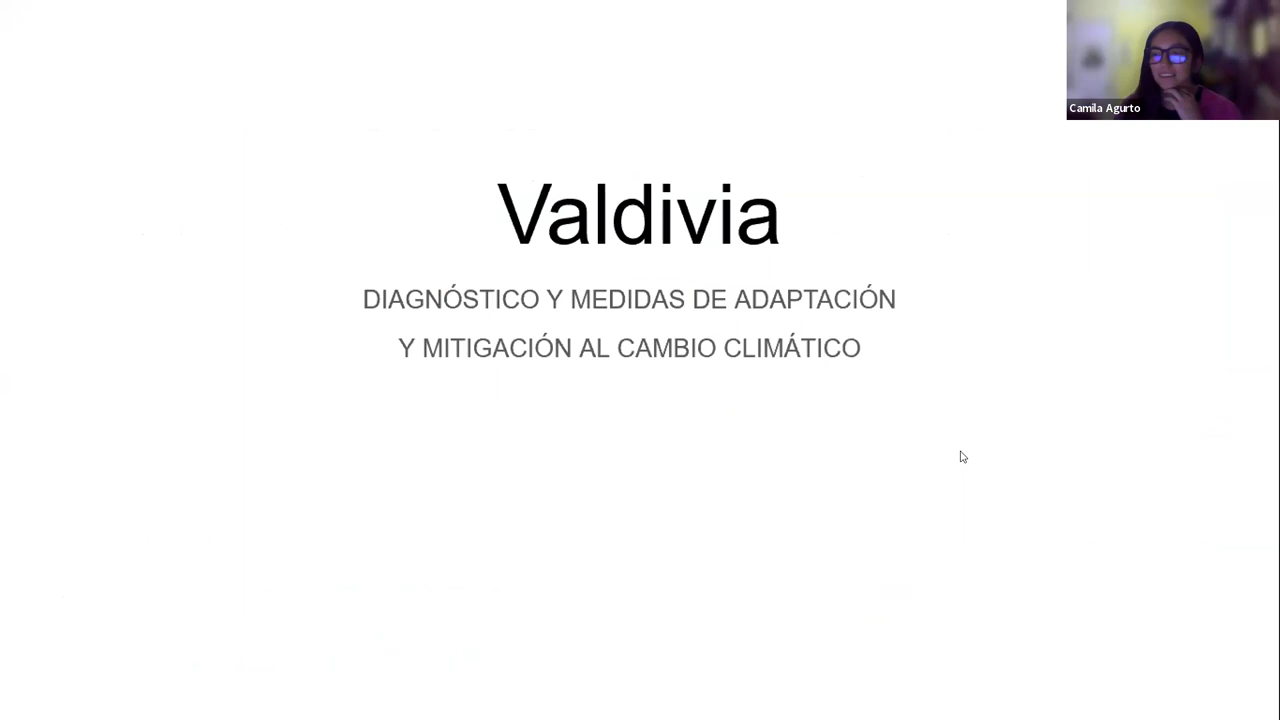 Camila Agurto
Valdivia
DIAGNÓSTICO Y MEDIDAS DE ADAPTACIÓN
Y MITIGACIÓN AL CAMBIO CLIMÁTICO